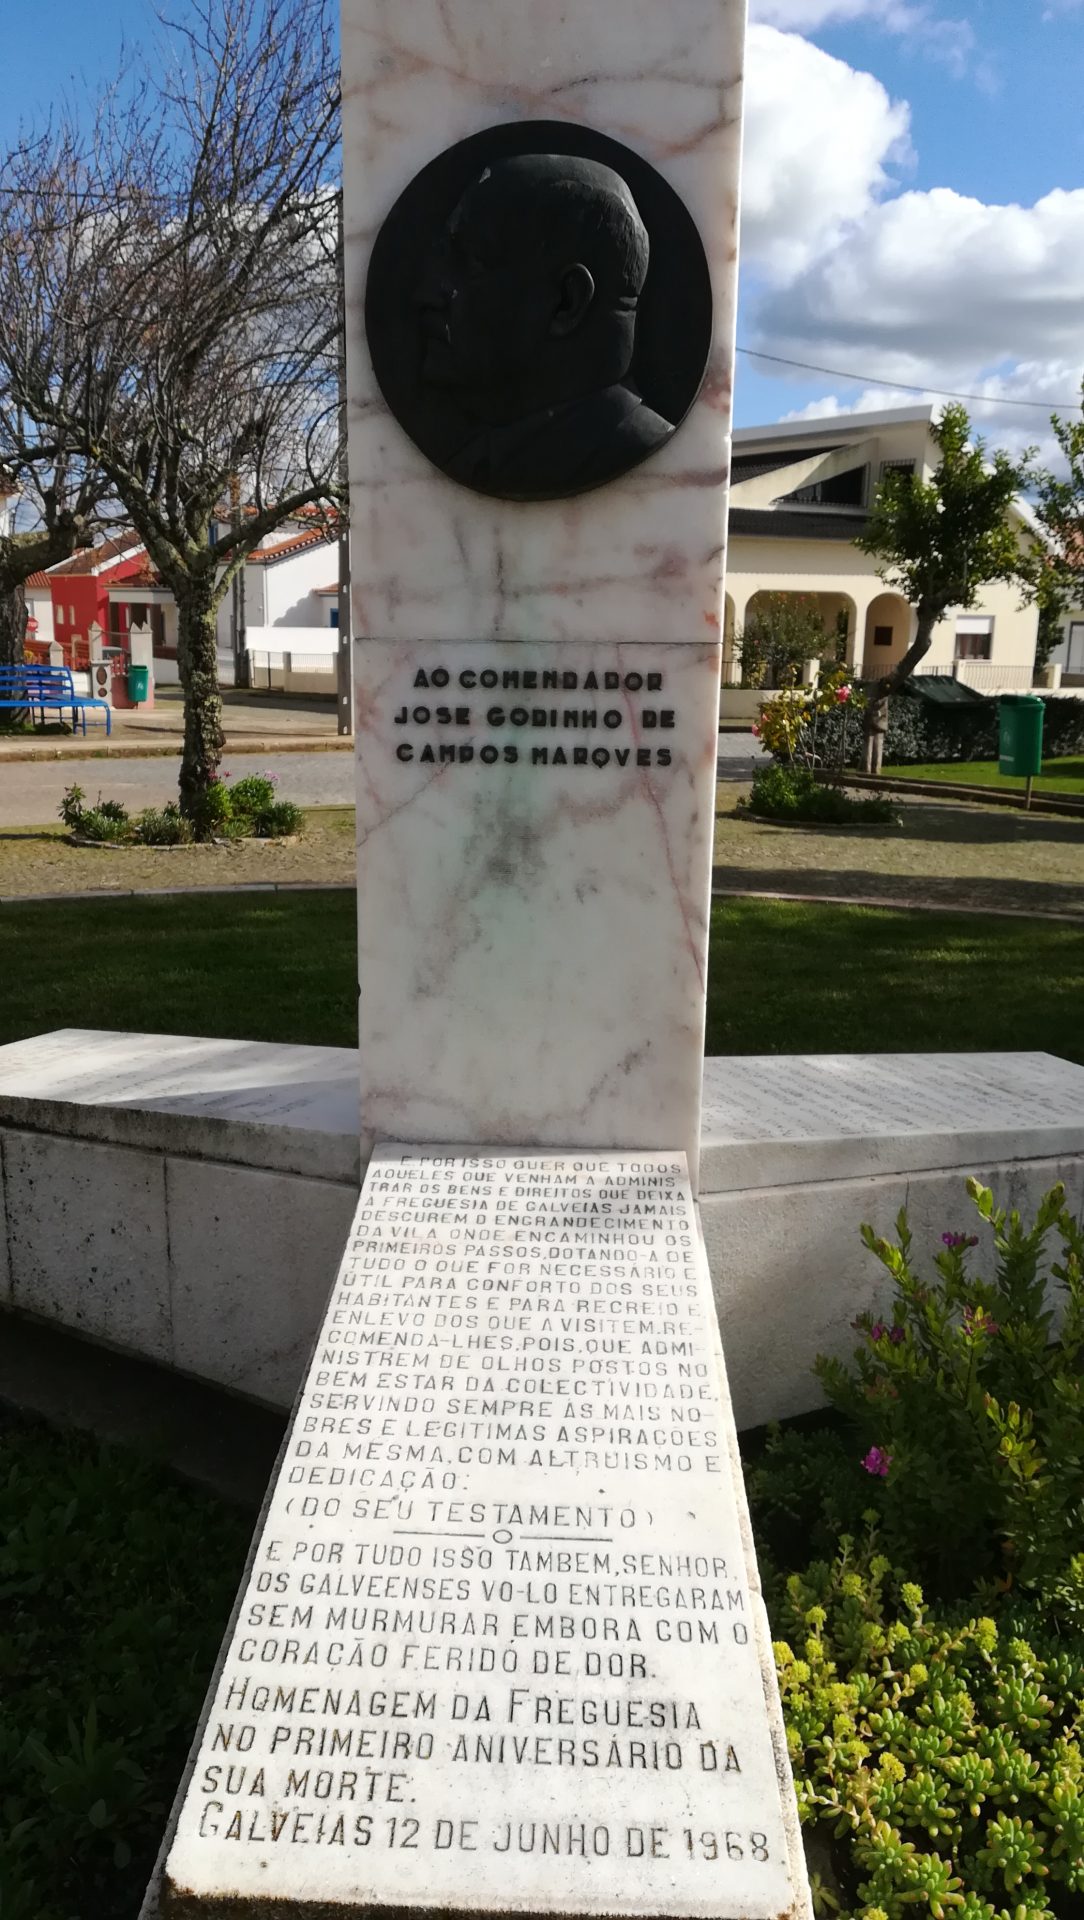 AO COMENDADOR
JOSE GODINHO DE
CAMPOS MARQVES
E POR ISSO QUER QUE TODOS
AQUELES QUE VENHAM A ADMINIS
TRAR OS BENS E DIREITOS QUE DEIXA
Á FREGUESIA DE GALVEIAS JAMAIS
DESCUREM O ENGRANDECIMENTO
DA VILA ONDE ENCAMINHOU OS
PRIMEIROS PASSOS, DOTANDO-A DE
TUDO O QUE FOR NECESSÁRIO E
ÚTIL PARA CONFORTO DOS SEUS
HABITANTES E PARA RECREIO E
ENLEVO DOS QUE A VISITEM. RE-
COMENDA-LHES, POIS, QUE ADMI-
NISTREM DE OLHOS POSTOS NO
BEM ESTAR DA COLECTIVIDADE,
SERVINDO SEMPRE ÁS MAIS NO-
BRES E LEGITIMAS ASPIRAÇÕES
DA MESMA, COM ALTRUISMO E
DEDICAÇÃO.
(DO SEU TESTAMENTO)
E POR TUDO ISSO TAMBEM, SENHOR.
OS GALVEENSES VO-LO ENTREGARAM
SEM MURMURAR, EMBORA COM O
CORAÇÃO FERIDO DE DOR.
HOMENAGEM DA FREGUESIA
NO PRIMEIRO ANIVERSÁRIO DA
SUA MORTE.
GALVEIAS 12 DE JUNHO DE 1968